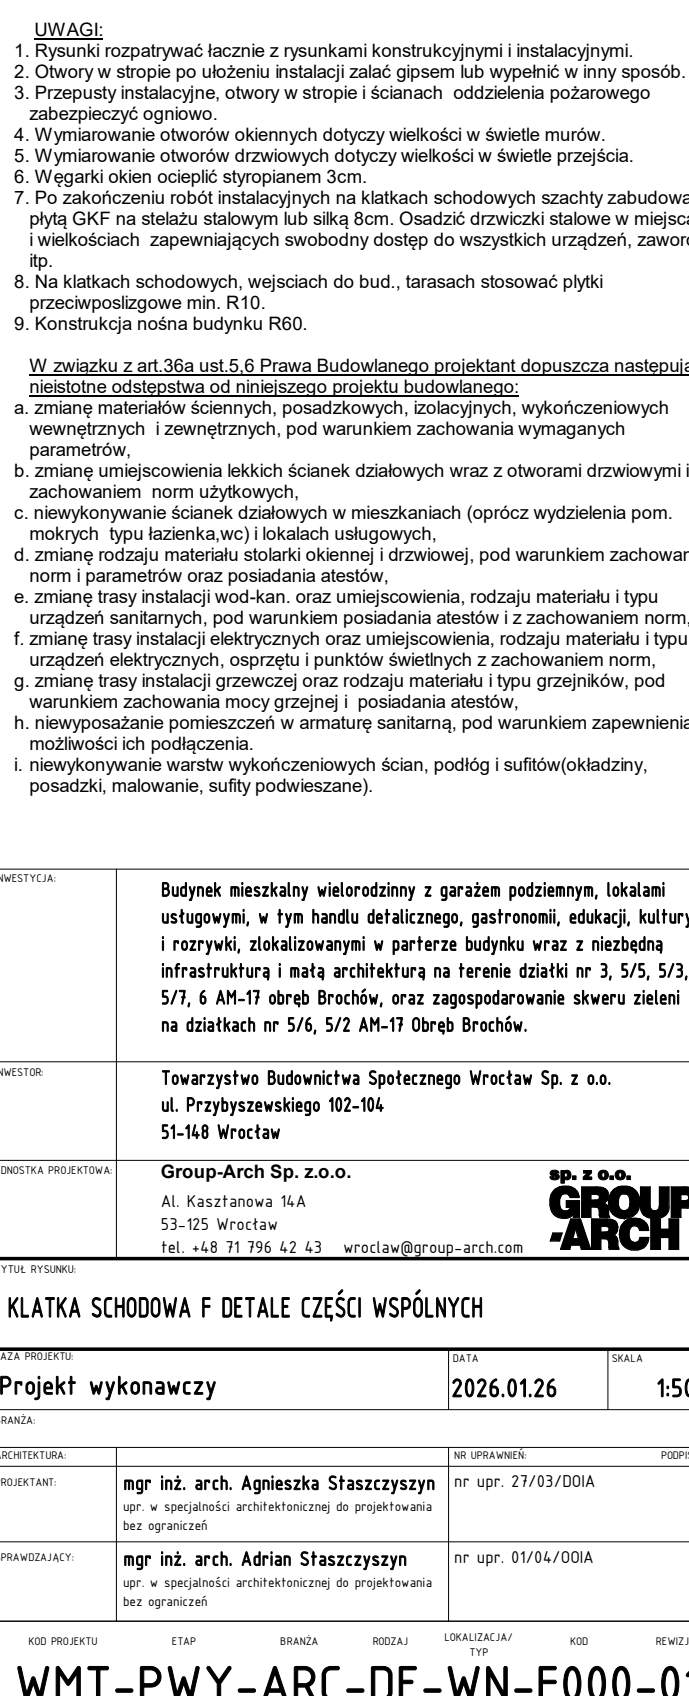 UWAGI:
1. Rysunki rozpatrywać łacznie z rysunkami konstrukcyjnymi i instalacyjnymi.
2. Otwory w stropie po ułożeniu instalacji zalać gipsem lub wypełnić w inny sposób.
3. Przepusty instalacyjne, otwory w stropie i ścianach oddzielenia pożarowego
zabezpieczyć ogniowo.
4. Wymiarowanie otworów okiennych dotyczy wielkości w świetle murów.
5. Wymiarowanie otworów drzwiowych dotyczy wielkości w świetle przejścia.
6. Węgarki okien ocieplić styropianem 3cm.
7. Po zakończeniu robót instalacyjnych na klatkach schodowych szachty zabudowa
płytą GKF na stelażu stalowym lub silką 8cm. Osadzić drzwiczki stalowe w miejsca
i wielkościach zapewniających swobodny dostęp do wszystkich urządzeń, zaworó
itp.
8. Na klatkach schodowych, wejsciach do bud., tarasach stosować plytki
przeciwposlizgowe min. R10.
9. Konstrukcja nośna budynku R60.
W związku z art.36a ust.5,6 Prawa Budowlanego projektant dopuszcza następują
nieistotne odstępstwa od niniejszego projektu budowlanego:
a. zmianę materiałów ściennych, posadzkowych, izolacyjnych, wykończeniowych
wewnętrznych i zewnętrznych, pod warunkiem zachowania wymaganych
parametrów,
b. zmianę umiejscowienia lekkich ścianek działowych wraz z otworami drzwiowymi i
zachowaniem norm użytkowych,
c. niewykonywanie ścianek działowych w mieszkaniach (oprócz wydzielenia pom.
mokrych typu łazienka,wc) i lokalach usługowych,
d. zmianę rodzaju materiału stolarki okiennej i drzwiowej, pod warunkiem zachowan
norm i parametrów oraz posiadania atestów,
e. zmianę trasy instalacji wod-kan. oraz umiejscowienia, rodzaju materiału i typu
urządzeń sanitarnych, pod warunkiem posiadania atestów i z zachowaniem norm,
f. zmianę trasy instalacji elektrycznych oraz umiejscowienia, rodzaju materiału i typu
urządzeń elektrycznych, osprzętu i punktów świetlnych z zachowaniem norm,
g. zmianę trasy instalacji grzewczej oraz rodzaju materiału i typu grzejników, pod
warunkiem zachowania mocy grzejnej i posiadania atestów,
h. niewyposażanie pomieszczeń w armaturę sanitarną, pod warunkiem zapewnienia
możliwości ich podłączenia.
i. niewykonywanie warstw wykończeniowych ścian, podłóg i sufitów(okładziny,
posadzki, malowanie, sufity podwieszane).
NWESTYCJA:
Budynek mieszkalny wielorodzinny z garażem podziemnym, lokalami
usługowymi, w tym handlu detalicznego, gastronomii, edukacji, kultury
i rozrywki, zlokalizowanymi w parterze budynku wraz z niezbędną
infrastrukturą i małą architekturą na terenie działki nr 3, 5/5, 5/3,
5/7, 6 AM-17 obręb Brochów, oraz zagospodarowanie skweru zieleni
na działkach nr 5/6, 5/2 AM-17 Obręb Brochów.
NWESTOR:
Towarzystwo Budownictwa Społecznego Wrocław Sp. z o.o.
ul. Przybyszewskiego 102-104
51-148 Wrocław
DNOSTKA PROJEKTOWA:
Group-Arch Sp. z.o.o.
Al. Kasztanowa 14A
53-125 Wrocław
tel. +48 71 796 42 43 wroclaw@group-arch.com
sp. z o.o.
GROUP
-ARCH
YTUŁ RYSUNKU:
KLATKA SCHODOWA F DETALE CZĘŚCI WSPÓLNYCH
AZA PROJEKTU: DATA SKALA
Projekt wykonawczy 2026.01.26 1:50
RANŻA:
ARCHITEKTURA: NR UPRAWNIEŃ: PODPIS
ROJEKTANT: mgr inż. arch. Agnieszka Staszczyszyn nr upr. 27/03/DOIA
upr. w specjalności architektonicznej do projektowania
bez ograniczeń
PRAWDZAJĄCY: mgr inż. arch. Adrian Staszczyszyn nr upr. 01/04/OOIA
upr. w specjalności architektonicznej do projektowania
bez ograniczeń
KOD PROJEKTU ETAP BRANŻA RODZAJ LOKALIZACJA/ KOD REWIZJ
TYP
WMT-PWY-ARC-DE-WN-F000-01